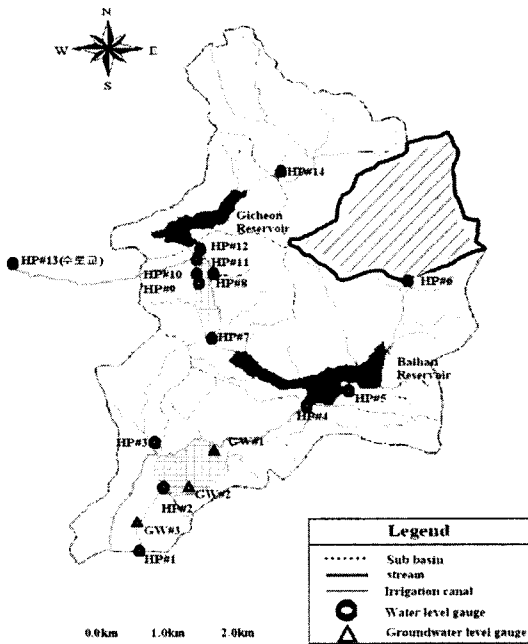 N
W E
S
HP#14
Gicheon
Reservoir
HP#12
HP#13(수로교)
HP#11
HP#10
HP#8
HP#9
HP#6
HP#7
Balhan
Reservoir
HP#5
HP#4
HP#3
GW#1
GW#2
HP#2
GW#3
HP#1
Legend
Sub basin
stream
Irrigation canal
Water level gauge
Groundwater level gauge
0.0km 1.0km 2.0km